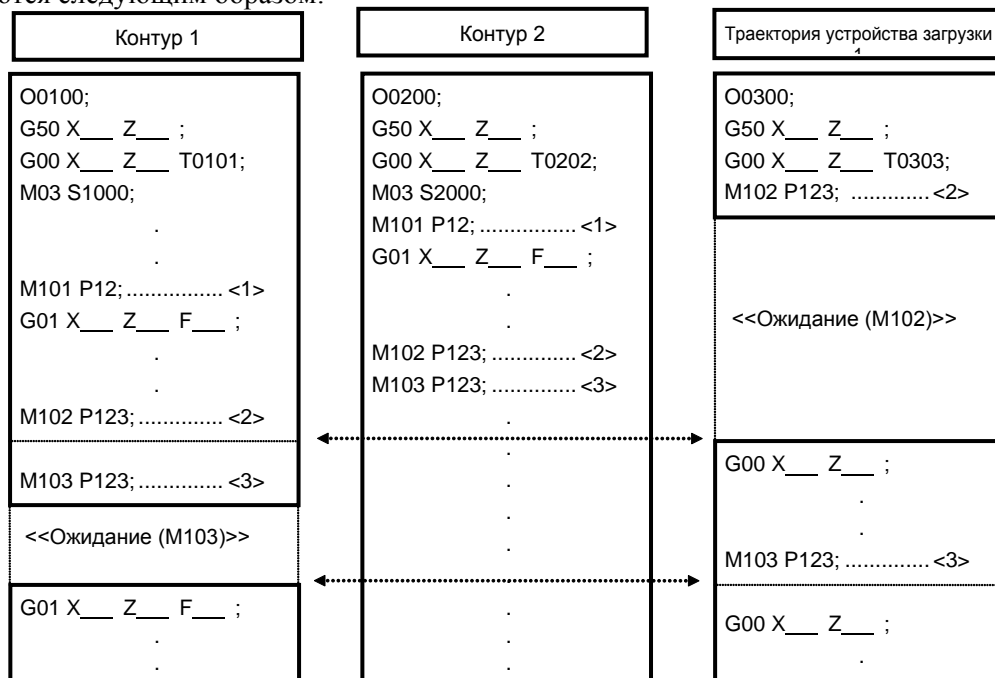 ются следующим образом.
Контур 1
O0100;
G50 X___ Z___ ;
G00 X___ Z___ T0101;
M03 S1000;
.
.
M101 P12; ................ <1>
G01 X___ Z___ F___ ;
.
.
M102 P123; .............. <2>
M103 P123; .............. <3>
<<Ожидание (M103)>>
G01 X___ Z___ F___ ;
.
.
Контур 2
O0200;
G50 X___ Z___ ;
G00 X___ Z___ T0202;
M03 S2000;
M101 P12; ................ <1>
G01 X___ Z___ F___ ;
.
.
M102 P123; .............. <2>
M103 P123; .............. <3>
.
.
.
.
.
.
.
.
.
Траектория устройства загрузки
1
O0300;
G50 X___ Z___ ;
G00 X___ Z___ T0303;
M102 P123; ............. <2>
<<Ожидание (M102)>>
G00 X___ Z___ ;
.
.
M103 P123; .............. <3>
G00 X___ Z___ ;
.